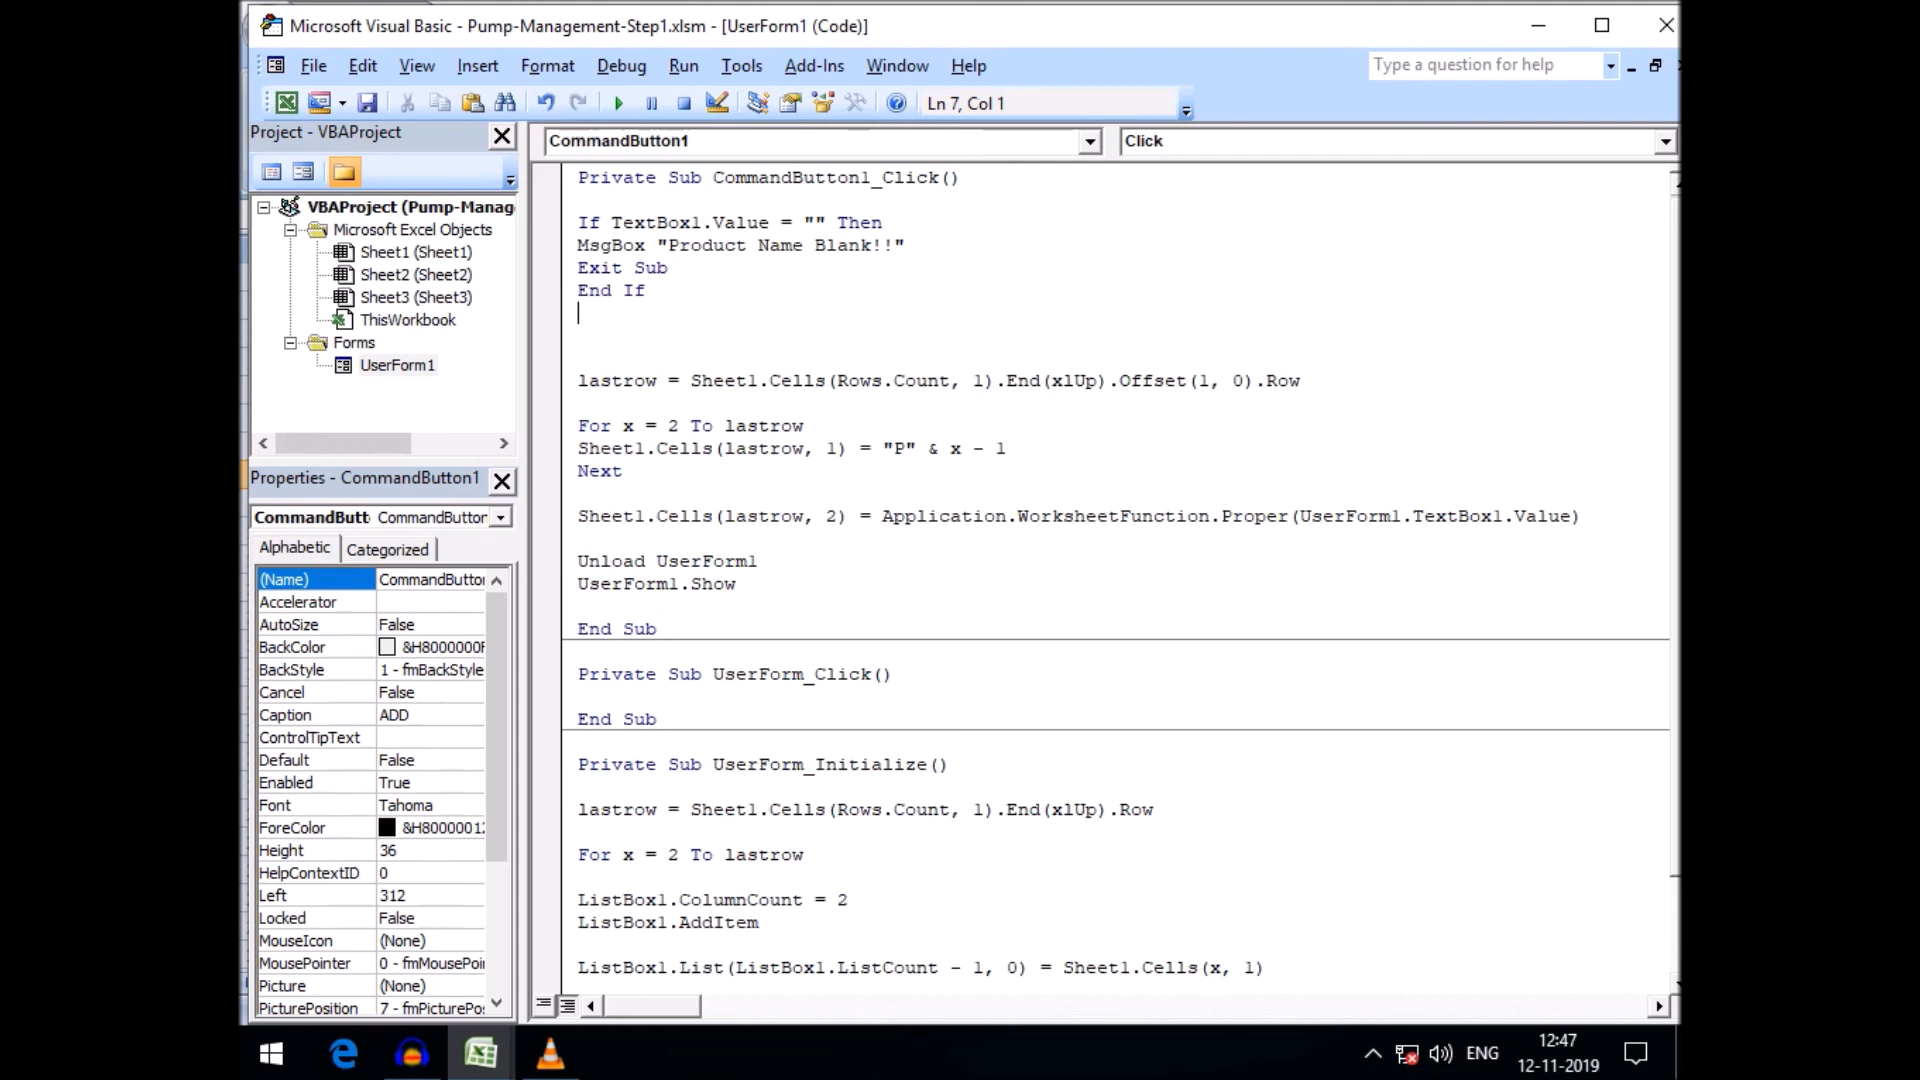 Microsoft Visual Basic - Pump-Management-Step1.xlsm - [UserForm1 (Code)]
File Edit View Insert Format Debug Run Tools Add-Ins Window Help
Type a question for help
Ln 7, Col 1
Project - VBAProject
VBAProject (Pump-Manag
Microsoft Excel Objects
Sheet1 (Sheet1)
Sheet2 (Sheet2)
Sheet3 (Sheet3)
ThisWorkbook
Forms
UserForm1
Properties - CommandButton1
CommandButt CommandButton
Alphabetic Categorized
(Name) CommandButto
Accelerator
AutoSize False
BackColor &H8000000F
BackStyle 1 - fmBackStyle
Cancel False
Caption ADD
ControlTipText
Default False
Enabled True
Font Tahoma
ForeColor &H80000012
Height 36
HelpContextID 0
Left 312
Locked False
MouseIcon (None)
MousePointer 0 - fmMousePoi
Picture (None)
PicturePosition 7 - fmPicturePo
CommandButton1 Click
Private Sub CommandButton1_Click()
If TextBox1.Value = "" Then
MsgBox "Product Name Blank!!"
Exit Sub
End If
lastrow = Sheet1.Cells(Rows.Count, 1).End(xlUp).Offset(1, 0).Row
For x = 2 To lastrow
Sheet1.Cells(lastrow, 1) = "P" & x - 1
Next
Sheet1.Cells(lastrow, 2) = Application.WorksheetFunction.Proper(UserForm1.TextBox1.Value)
Unload UserForm1
UserForm1.Show
End Sub
Private Sub UserForm_Click()
End Sub
Private Sub UserForm_Initialize()
lastrow = Sheet1.Cells(Rows.Count, 1).End(xlUp).Row
For x = 2 To lastrow
ListBox1.ColumnCount = 2
ListBox1.AddItem
ListBox1.List(ListBox1.ListCount - 1, 0) = Sheet1.Cells(x, 1)
ENG
12:47
12-11-2019